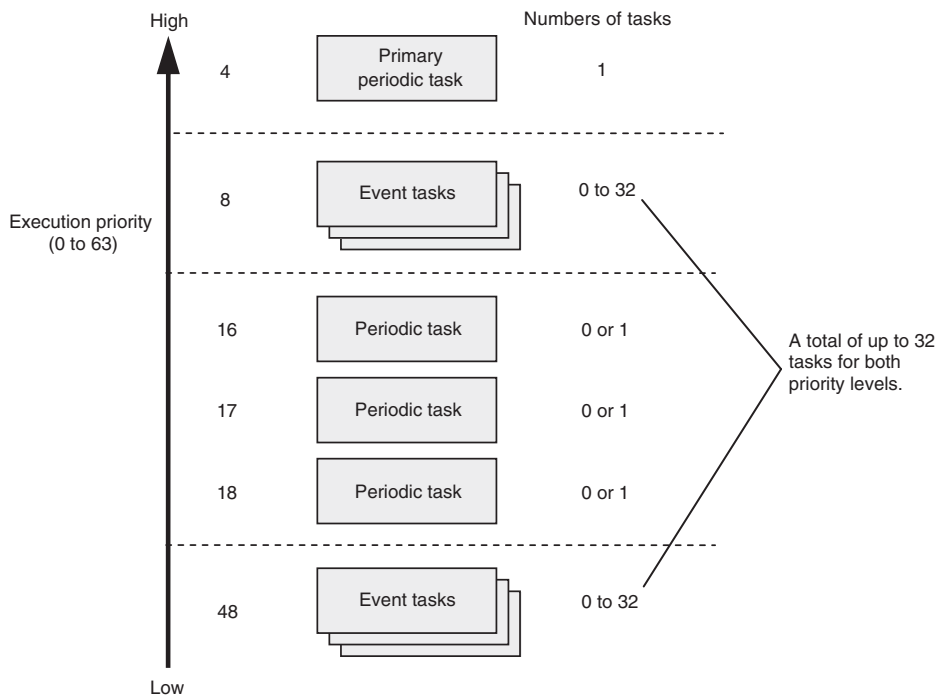 High
Numbers of tasks
4
Primary
periodic task
1
8
Event tasks
0 to 32
Execution priority
(0 to 63)
16
Periodic task
0 or 1
A total of up to 32
tasks for both
priority levels.
17
Periodic task
0 or 1
18
Periodic task
0 or 1
48
Event tasks
0 to 32
Low